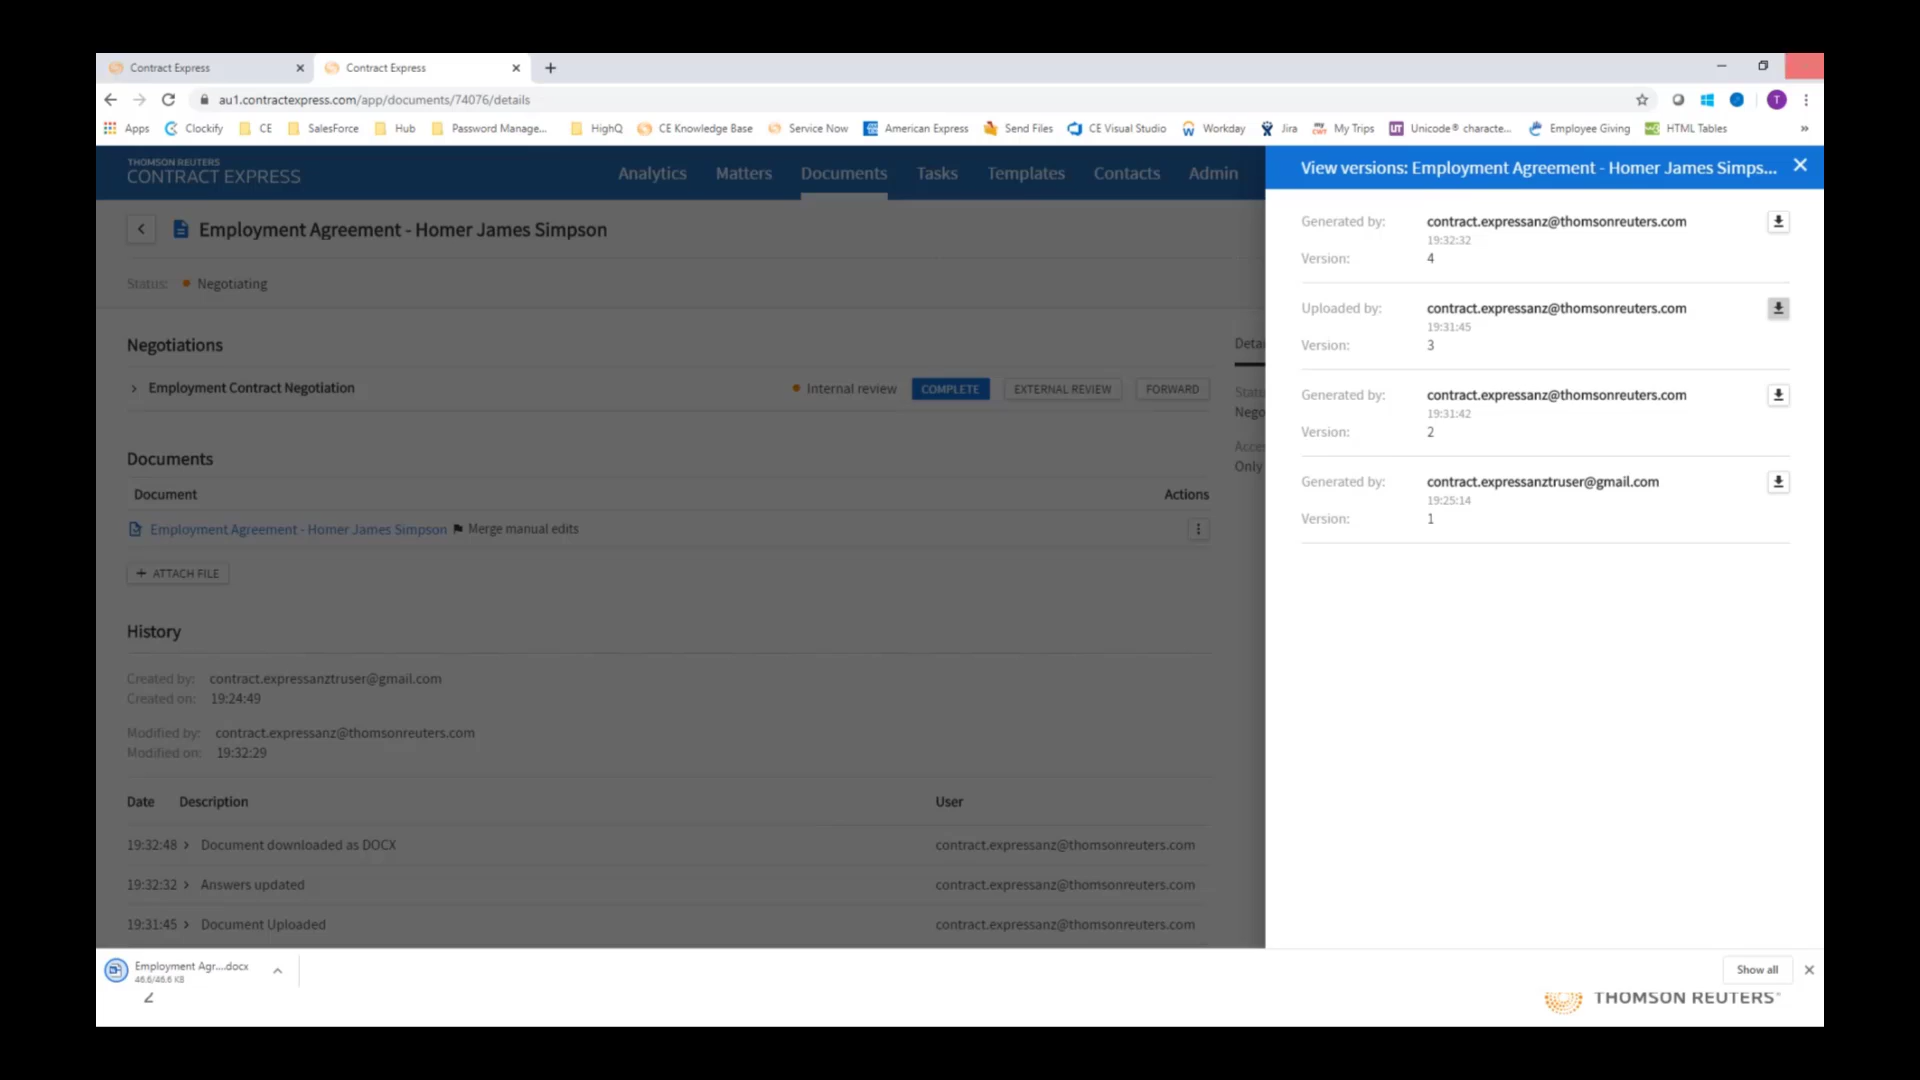 Contract Express
Contract Express
au1.contractexpress.com/app/documents/74076/details
T
Apps
Clockify
CE
SalesForce
Hub
Password Manage...
HighQ
CE Knowledge Base
Service Now
American Express
Send Files
CE Visual Studio
Workday
Jira
My Trips
Unicode® characte...
Employee Giving
HTML Tables
THOMSON REUTERS
CONTRACT EXPRESS
Analytics
Matters
Documents
Tasks
Templates
Contacts
Admin
Employment Agreement - Homer James Simpson
Status: Negotiating
Negotiations
Employment Contract Negotiation
Internal review
COMPLETE
EXTERNAL REVIEW
FORWARD
Documents
Document
Actions
Employment Agreement - Homer James Simpson Merge manual edits
+ ATTACH FILE
History
Created by: contract.expressanztruser@gmail.com
Created on: 19:24:49
Modified by: contract.expressanz@thomsonreuters.com
Modified on: 19:32:29
Date Description User
19:32:48 > Document downloaded as DOCX contract.expressanz@thomsonreuters.com
19:32:32 > Answers updated contract.expressanz@thomsonreuters.com
19:31:45 > Document Uploaded contract.expressanz@thomsonreuters.com
Deta
Statu
Nego
Acce
Only
View versions: Employment Agreement - Homer James Simps...
Generated by: contract.expressanz@thomsonreuters.com
19:32:32
Version: 4
Uploaded by: contract.expressanz@thomsonreuters.com
19:31:45
Version: 3
Generated by: contract.expressanz@thomsonreuters.com
19:31:42
Version: 2
Generated by: contract.expressanztruser@gmail.com
19:25:14
Version: 1
Employment Agr....docx
46.6/46.6 KB
Show all
THOMSON REUTERS